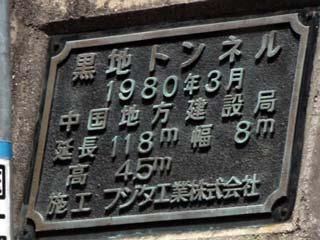 黒地トンネル
1980年3月
中国地方建設局
延長118m幅8m
高4.5m
施工フジタ工業株式会社